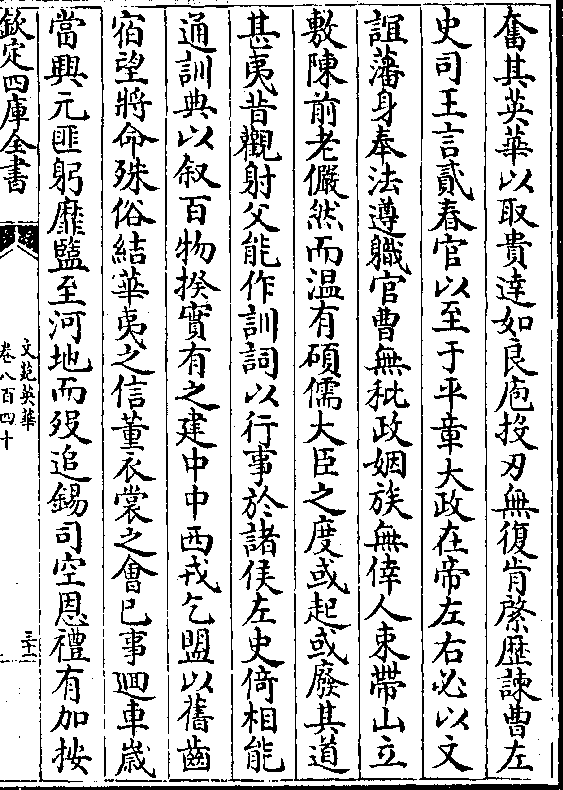 奮其英華以取貴達如良庖投刃無復肯綮歴諫曹左
史司王言貳春官以至于平章大政在帝左右必以文
誼藩身奉法遵職官曹無秕政姻族無倖人束帶山立
敷陳前老儼然而温有碩儒大臣之度或起或廢其道
甚夷昔觀射父能作訓詞以行事於諸侯左史倚相能
通訓典以叙百物揆實有之建中中西戎乞盟以舊齒
宿望將命殊俗結華夷之信董衣裳之會已事迴車歳
當興元匪躬靡盬至河地而殁追錫司空恩禮有加按
欽定四庫全書
文苑英華
卷八百四十
三十